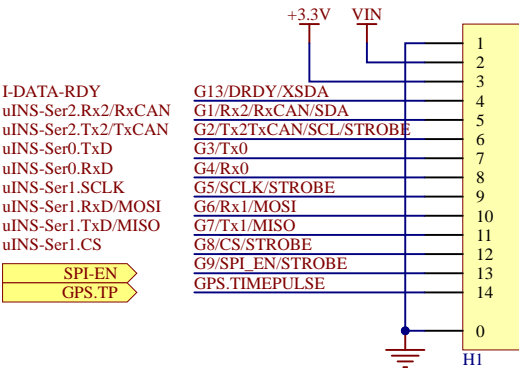 +3.3V VIN
1
2
3
I-DATA-RDY G13/DRDY/XSDA 4
uINS-Ser2.Rx2/RxCAN G1/Rx2/RxCAN/SDA 5
uINS-Ser2.Tx2/TxCAN G2/Tx2TxCAN/SCL/STROBE 6
uINS-Ser0.TxD G3/Tx0 7
uINS-Ser0.RxD G4/Rx0 8
uINS-Ser1.SCLK G5/SCLK/STROBE 9
uINS-Ser1.RxD/MOSI G6/Rx1/MOSI 10
uINS-Ser1.TxD/MISO G7/Tx1/MISO 11
uINS-Ser1.CS G8/CS/STROBE 12
SPI-EN G9/SPI_EN/STROBE 13
GPS.TP GPS.TIMEPULSE 14
0
H1